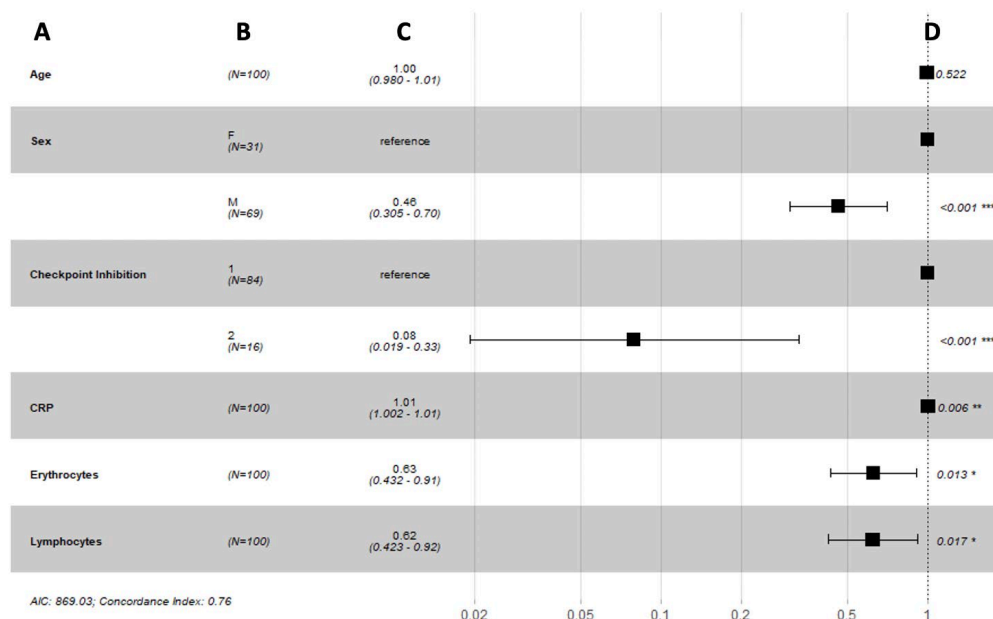 A B C D
Age (N=100) 1.00 0.522
(0.980 - 1.01)
Sex F reference
(N=31)
M 0.46 <0.001 ***
(N=69) (0.305 - 0.70)
Checkpoint Inhibition 1 reference
(N=84)
2 0.08 <0.001 ***
(N=16) (0.019 - 0.33)
CRP (N=100) 1.01 0.006 **
(1.002 - 1.01)
Erythrocytes (N=100) 0.63 0.013 *
(0.432 - 0.91)
Lymphocytes (N=100) 0.62 0.017 *
(0.423 - 0.92)
AIC: 869.03; Concordance Index: 0.76
0.02 0.05 0.1 0.2 0.5 1